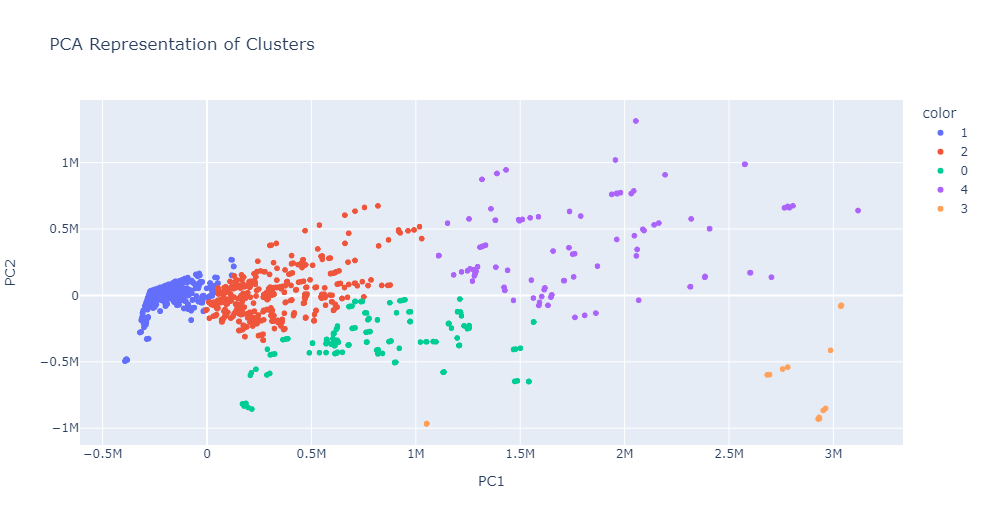 PCA Representation of Clusters
color
1
2
0
4
3
PC2
1M
0.5M
0
−0.5M
−1M
−0.5M 0 0.5M 1M 1.5M 2M 2.5M 3M
PC1